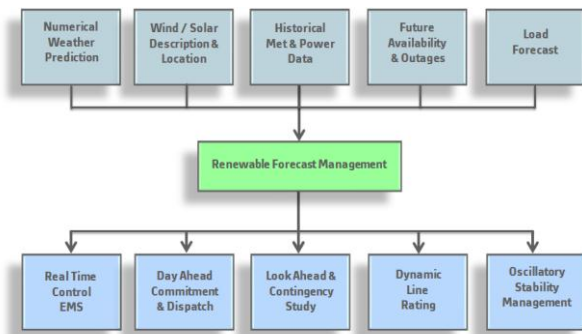 Numerical
Weather
Prediction
Wind / Solar
Description &
Location
Historical
Met & Power
Data
Future
Availability
& Outages
Load
Forecast
Renewable Forecast Management
Real Time
Control
EMS
Day Ahead
Commitment
& Dispatch
Look Ahead &
Contingency
Study
Dynamic
Line
Rating
Oscillatory
Stability
Management